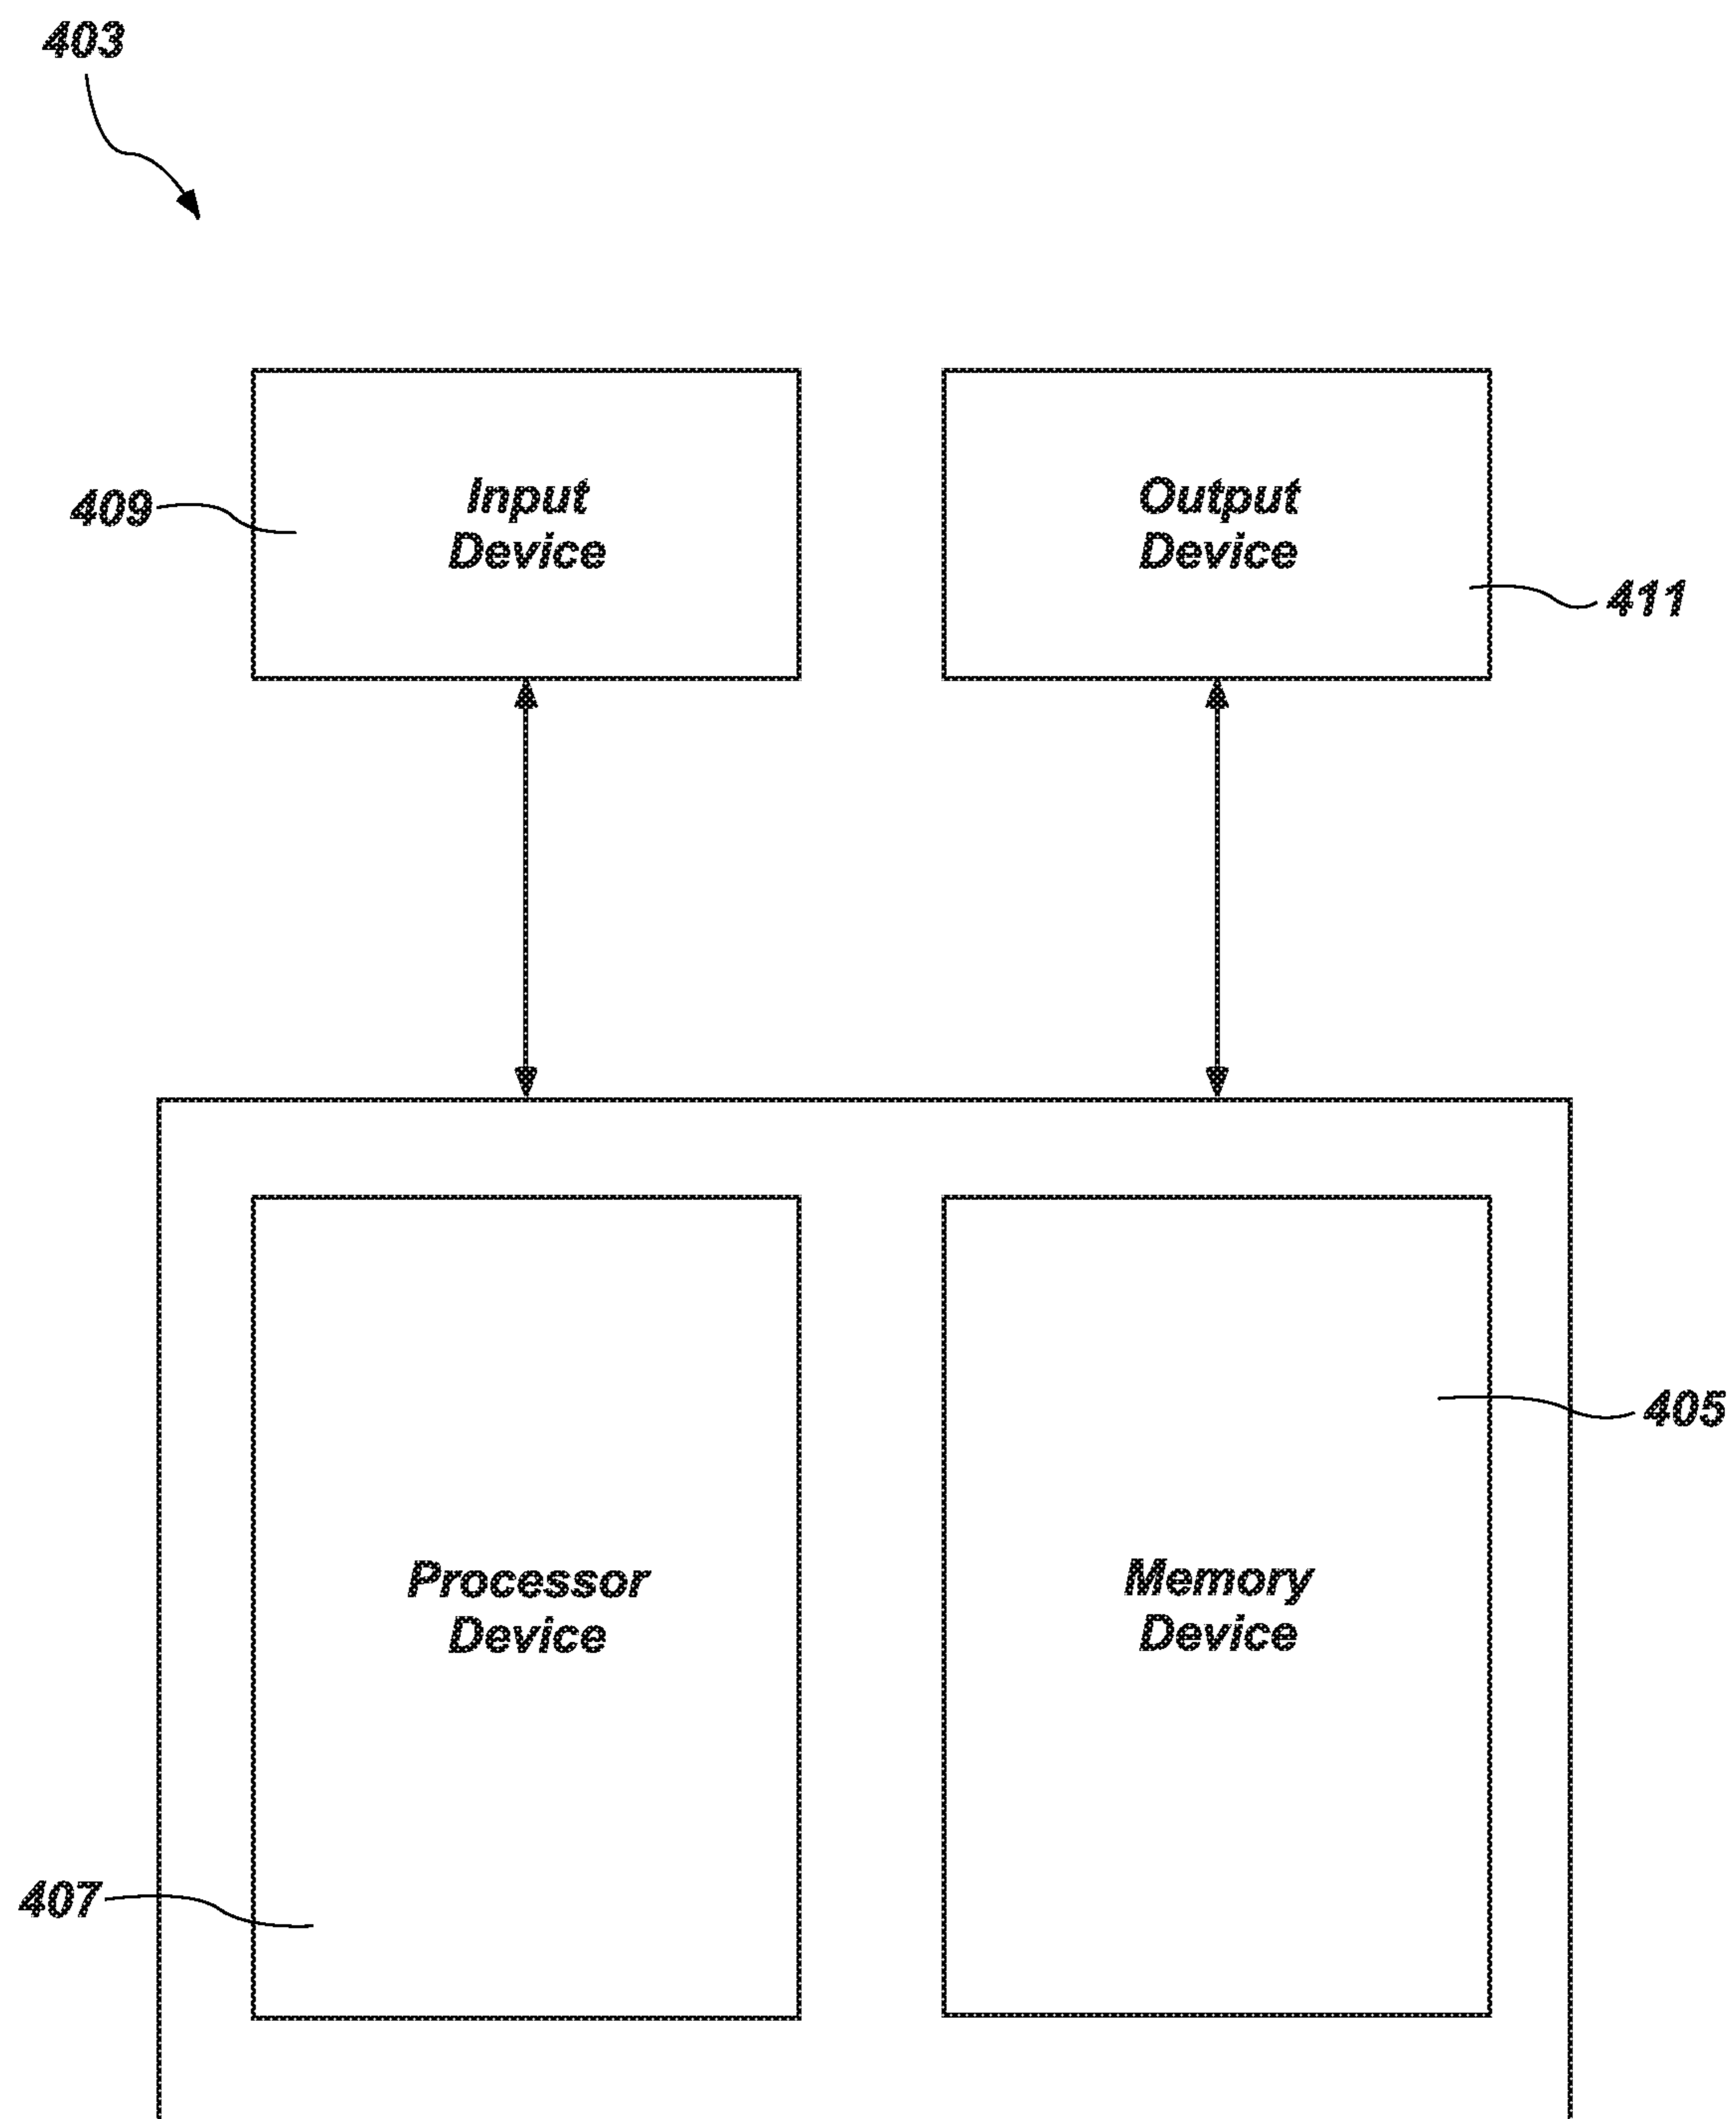 403
Input
Device
409
Output
Device
411
Processor
Device
407
Memory
Device
405